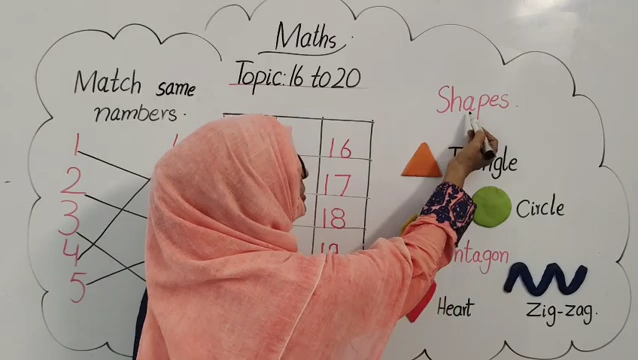 Maths
Topic: 16 to 20
Match same
numbers.
1
2
3
4
5
16
17
18
Shapes.
Circle
Heart
Zig-zag.